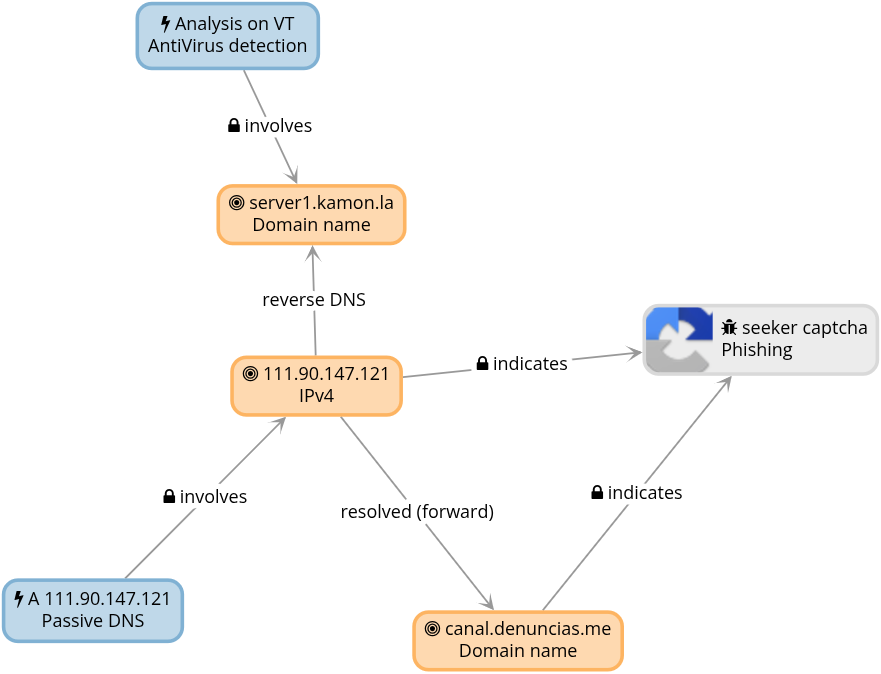 Analysis on VT
AntiVirus detection
involves
server1.kamon.la
Domain name
reverse DNS
seeker captcha
Phishing
indicates
111.90.147.121
IPv4
involves
indicates
resolved (forward)
A 111.90.147.121
Passive DNS
canal.denuncias.me
Domain name